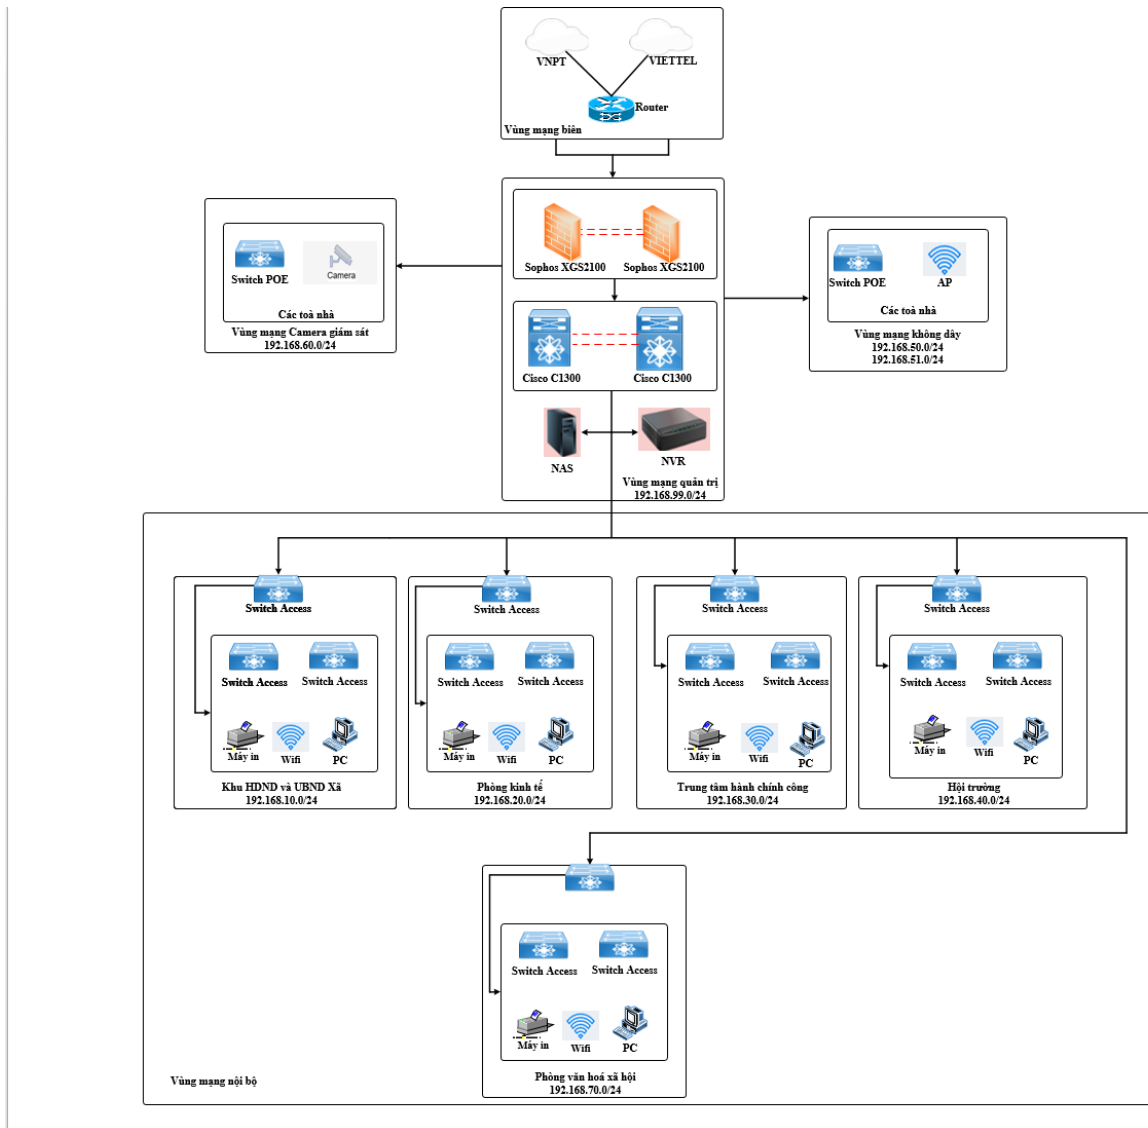 VNPT
VIETTEL
Router
Vùng mạng biên
Sophos XGS2100
Sophos XGS2100
Switch POE
Camera
Các toà nhà
Vùng mạng Camera giám sát
192.168.60.0/24
Switch POE
AP
Các toà nhà
Vùng mạng không dây
192.168.50.0/24
192.168.51.0/24
Cisco C1300
Cisco C1300
NAS
NVR
Vùng mạng quản trị
192.168.99.0/24
Switch Access
Switch Access
Switch Access
Máy in
Wifi
PC
Khu HDND và UBND Xã
192.168.10.0/24
Switch Access
Switch Access
Switch Access
Máy in
Wifi
PC
Phòng kinh tế
192.168.20.0/24
Switch Access
Switch Access
Switch Access
Máy in
Wifi
PC
Trung tâm hành chính công
192.168.30.0/24
Switch Access
Switch Access
Switch Access
Máy in
Wifi
PC
Hội trường
192.168.40.0/24
Switch Access
Switch Access
Máy in
Wifi
PC
Phòng văn hoá xã hội
192.168.70.0/24
Vùng mạng nội bộ